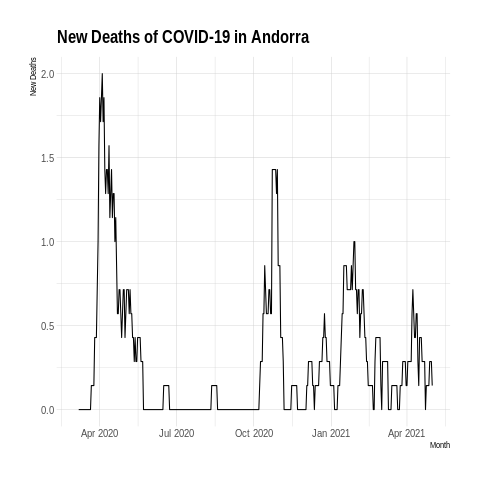 New Deaths of COVID-19 in Andorra
New Deaths
2.0
1.5
1.0
0.5
0.0
Apr 2020 Jul 2020 Oct 2020 Jan 2021 Apr 2021
Month